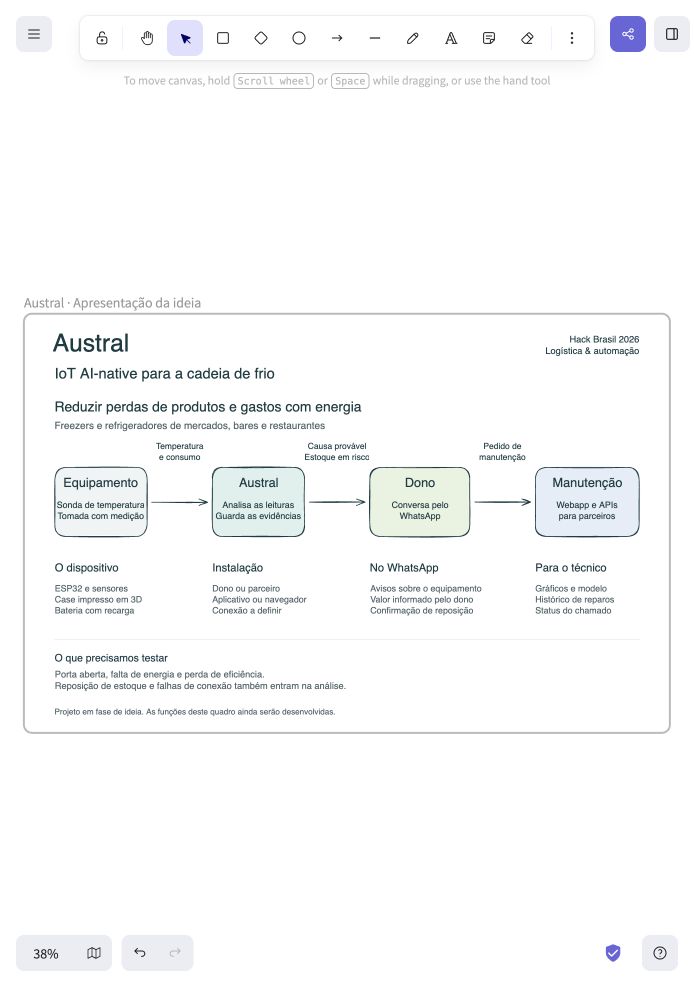 To move canvas, hold Scroll wheel or Space while dragging, or use the hand tool
Austral · Apresentação da ideia
Austral
Hack Brasil 2026
Logística & automação
IoT AI-native para a cadeia de frio
Reduzir perdas de produtos e gastos com energia
Freezers e refrigeradores de mercados, bares e restaurantes
Temperatura
e consumo
Causa provável
Estoque em risco
Pedido de
manutenção
Equipamento
Sonda de temperatura
Tomada com medição
Austral
Analisa as leituras
Guarda as evidências
Dono
Conversa pelo
WhatsApp
Manutenção
Webapp e APIs
para parceiros
O dispositivo
ESP32 e sensores
Case impresso em 3D
Bateria com recarga
Instalação
Dono ou parceiro
Aplicativo ou navegador
Conexão a definir
No WhatsApp
Avisos sobre o equipamento
Valor informado pelo dono
Confirmação de reposição
Para o técnico
Gráficos e modelo
Histórico de reparos
Status do chamado
O que precisamos testar
Porta aberta, falta de energia e perda de eficiência.
Reposição de estoque e falhas de conexão também entram na análise.
Projeto em fase de ideia. As funções deste quadro ainda serão desenvolvidas.
38%